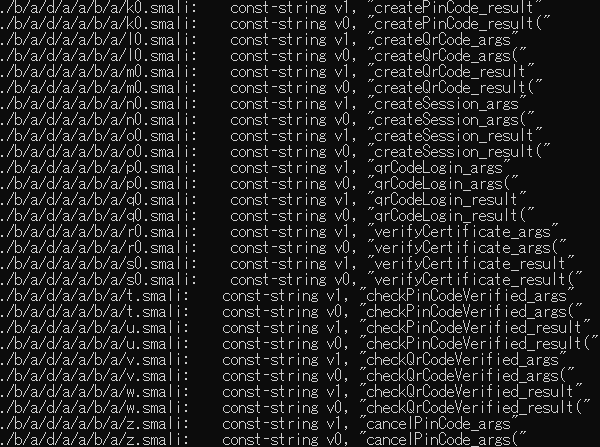 ./b/a/d/a/a/b/a/k0.smali:    const-string v1, "createPinCode_result"
./b/a/d/a/a/b/a/k0.smali:    const-string v0, "createPinCode_result("
./b/a/d/a/a/b/a/l0.smali:    const-string v1, "createQrCode_args"
./b/a/d/a/a/b/a/l0.smali:    const-string v0, "createQrCode_args("
./b/a/d/a/a/b/a/m0.smali:    const-string v1, "createQrCode_result"
./b/a/d/a/a/b/a/m0.smali:    const-string v0, "createQrCode_result("
./b/a/d/a/a/b/a/n0.smali:    const-string v1, "createSession_args"
./b/a/d/a/a/b/a/n0.smali:    const-string v0, "createSession_args("
./b/a/d/a/a/b/a/o0.smali:    const-string v1, "createSession_result"
./b/a/d/a/a/b/a/o0.smali:    const-string v0, "createSession_result("
./b/a/d/a/a/b/a/p0.smali:    const-string v1, "qrCodeLogin_args"
./b/a/d/a/a/b/a/p0.smali:    const-string v0, "qrCodeLogin_args("
./b/a/d/a/a/b/a/q0.smali:    const-string v1, "qrCodeLogin_result"
./b/a/d/a/a/b/a/q0.smali:    const-string v0, "qrCodeLogin_result("
./b/a/d/a/a/b/a/r0.smali:    const-string v1, "verifyCertificate_args"
./b/a/d/a/a/b/a/r0.smali:    const-string v0, "verifyCertificate_args("
./b/a/d/a/a/b/a/s0.smali:    const-string v1, "verifyCertificate_result"
./b/a/d/a/a/b/a/s0.smali:    const-string v0, "verifyCertificate_result("
./b/a/d/a/a/b/a/t.smali:    const-string v1, "checkPinCodeVerified_args"
./b/a/d/a/a/b/a/t.smali:    const-string v0, "checkPinCodeVerified_args("
./b/a/d/a/a/b/a/u.smali:    const-string v1, "checkPinCodeVerified_result"
./b/a/d/a/a/b/a/u.smali:    const-string v0, "checkPinCodeVerified_result("
./b/a/d/a/a/b/a/v.smali:    const-string v1, "checkQrCodeVerified_args"
./b/a/d/a/a/b/a/v.smali:    const-string v0, "checkQrCodeVerified_args("
./b/a/d/a/a/b/a/w.smali:    const-string v1, "checkQrCodeVerified_result"
./b/a/d/a/a/b/a/w.smali:    const-string v0, "checkQrCodeVerified_result("
./b/a/d/a/a/b/a/z.smali:    const-string v1, "cancelPinCode_args"
./b/a/d/a/a/b/a/z.smali:    const-string v0, "cancelPinCode_args("